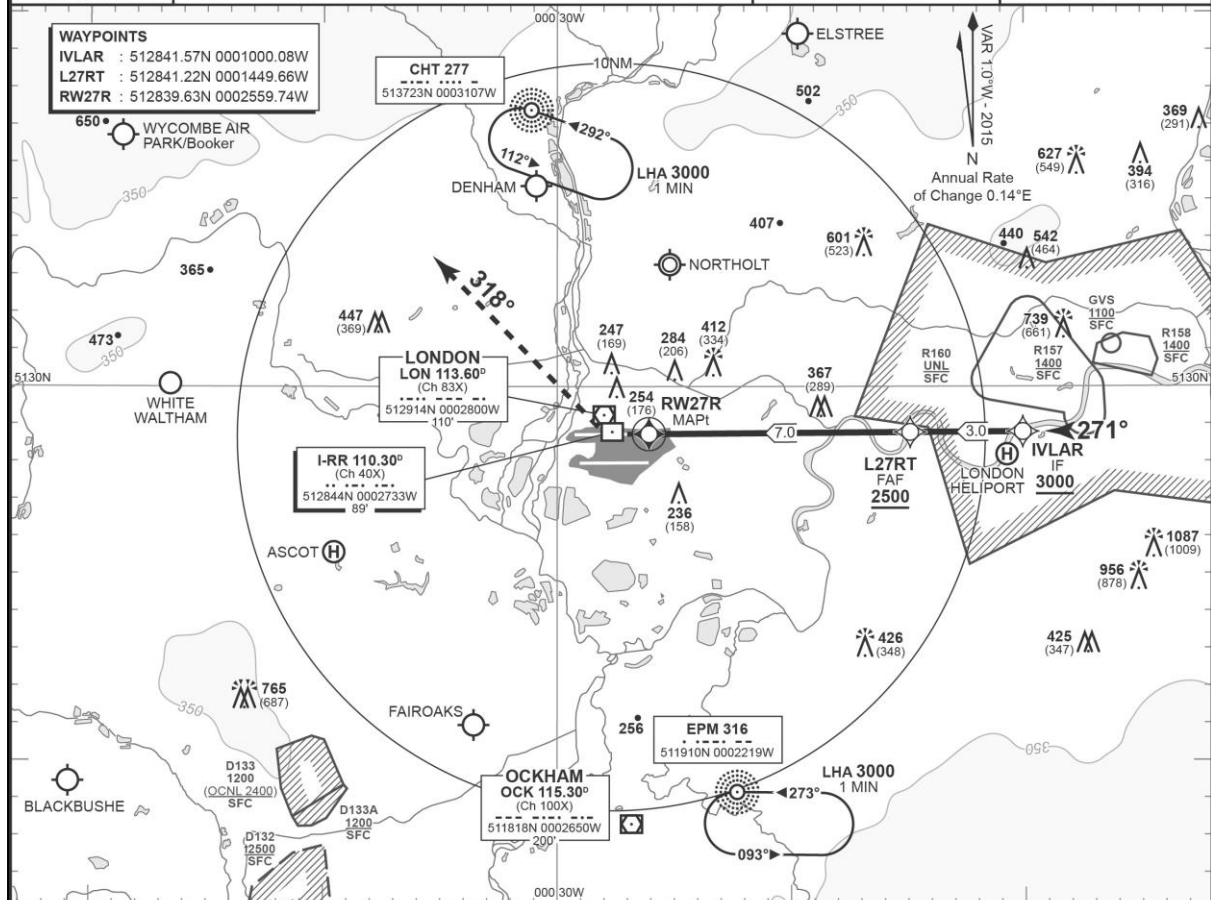 000 30W
WAYPOINTS
IVLAR : 512841.57N 0001000.08W
L27RT : 512841.22N 0001449.66W
RW27R : 512839.63N 0002559.74W
ELSTREE
VAR 1.0°W - 2015
N
Annual Rate
of Change 0.14°E
10NM
CHT 277
513723N 0003107W
502
350
369
(291)
650
WYCOMBE AIR
PARK/Booker
350
292°
112°
LHA 3000
1 MIN
DENHAM
627
(549)
394
(316)
407
601
(523)
440
542
(464)
365
NORTHOLT
318°
447
(369)
473
350
247
(169)
284
(206)
412
(334)
739
(661)
GVS
1100
SFC
R158
1400
SFC
R157
1400
SFC
R160
UNL
SFC
LONDON
LON 113.60D
(Ch 83X)
512914N 0002800W
110'
254
(176)
367
(289)
5130N
5130N
WHITE
WALTHAM
RW27R
MAPt
7.0
3.0
271°
I-RR 110.30D
(Ch 40X)
512844N 0002733W
89'
L27RT
FAF
2500
H
LONDON
HELIPORT
IVLAR
IF
3000
236
(158)
ASCOT H
1087
(1009)
956
(878)
426
(348)
425
(347)
765
(687)
350
FAIROAKS
256
EPM 316
511910N 0002219W
350
D133
1200
(OCNL 2400)
SFC
BLACKBUSHE
D133A
1200
SFC
OCKHAM
OCK 115.30D
(Ch 100X)
511818N 0002650W
200'
LHA 3000
1 MIN
273°
093°
D132
12500
SFC
000 30W